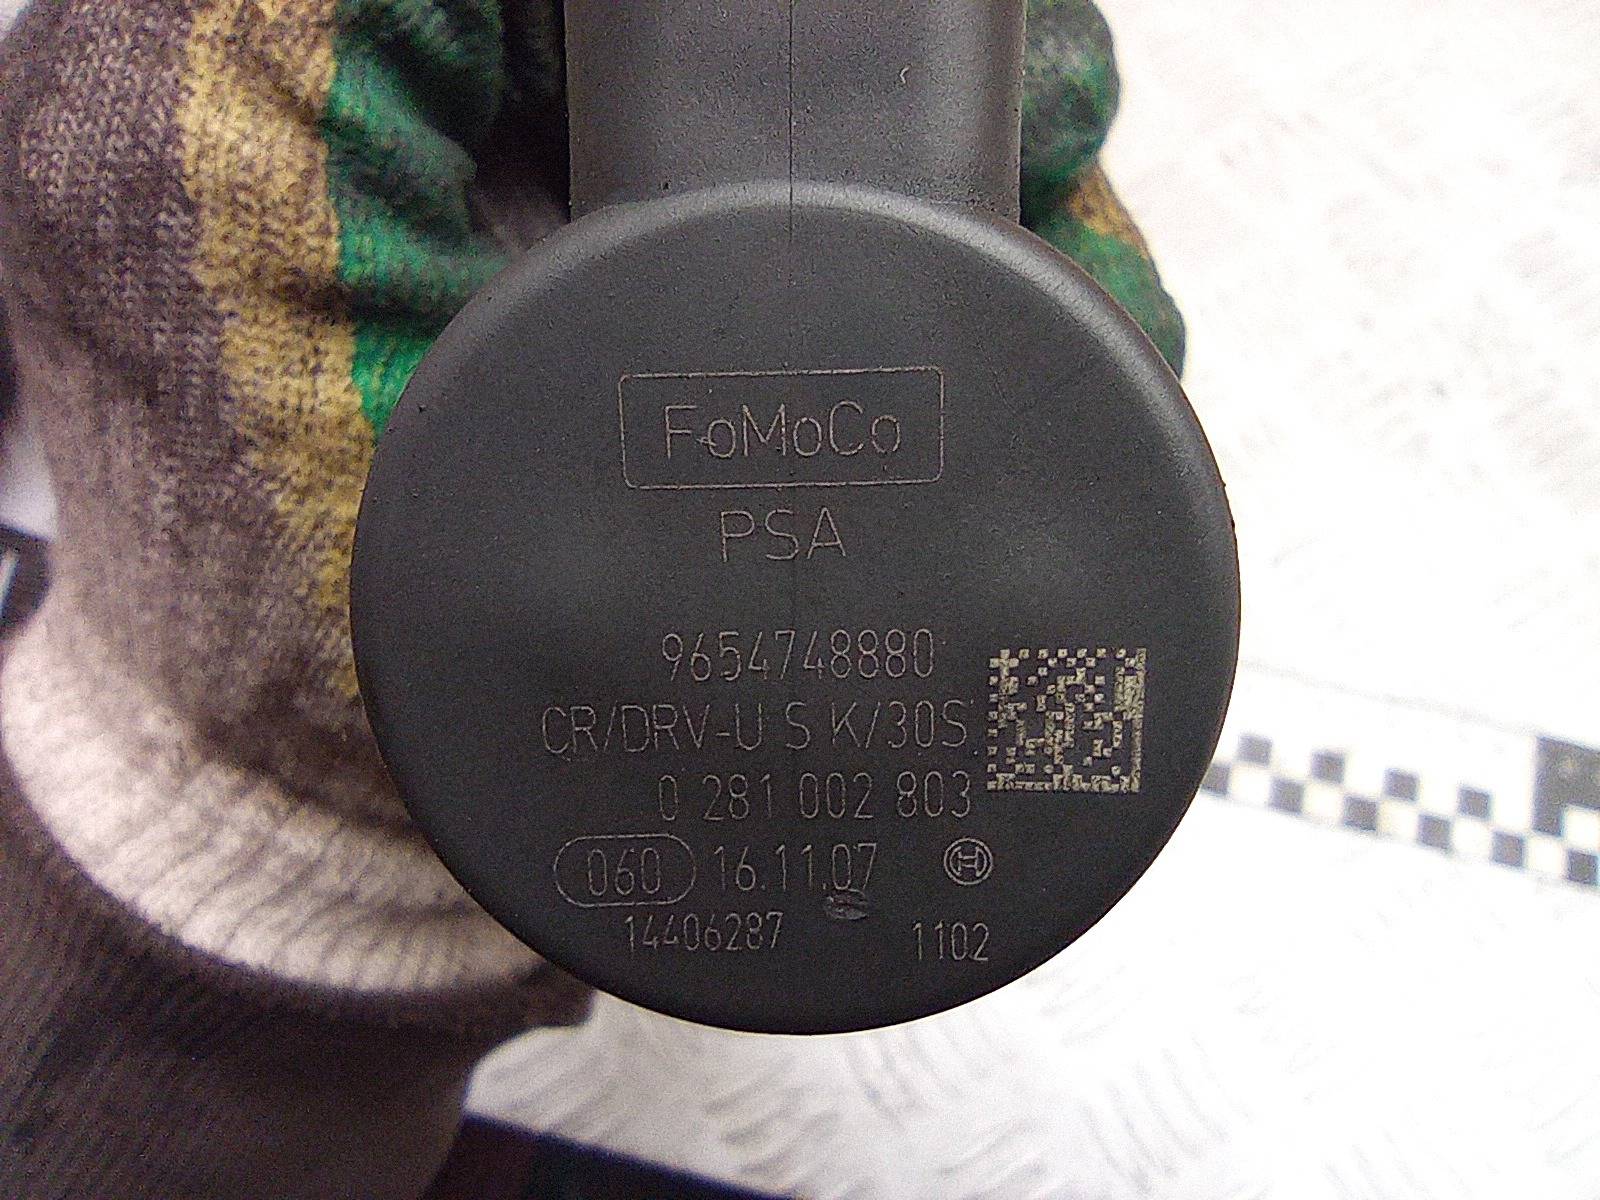 FoMoCo
PSA
9654748880
CR/DRV-U S K/30S
0 281 002 803
060 16.11.07
14406287 1102